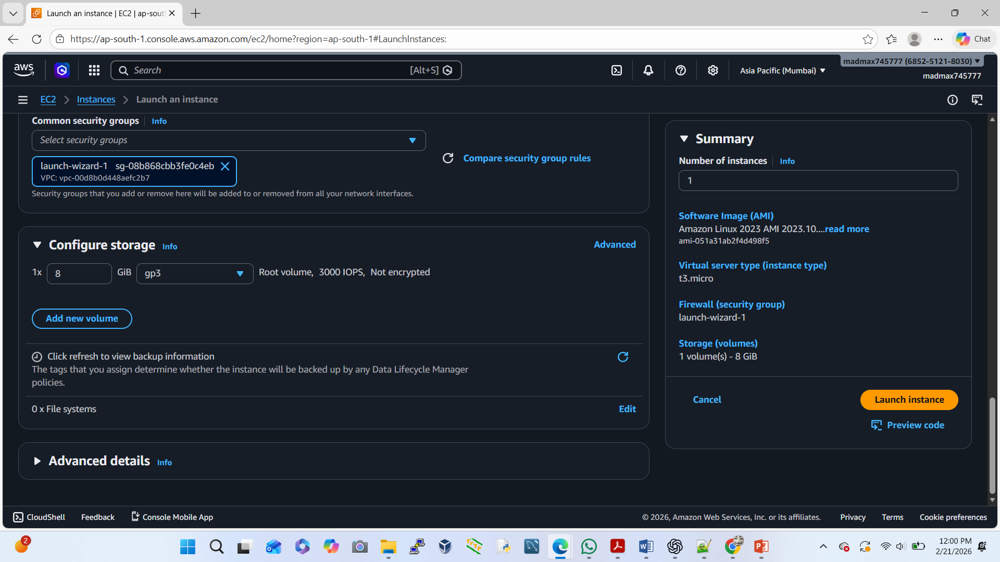 Launch an instance | EC2 | ap-sout
https://ap-south-1.console.aws.amazon.com/ec2/home?region=ap-south-1#LaunchInstances:
Chat
aws
Search
[Alt+S]
Asia Pacific (Mumbai)
madmax745777 (6852-5121-8030)
madmax745777
EC2
Instances
Launch an instance
Common security groups
Info
Select security groups
launch-wizard-1 sg-08b868cbb3fe0c4eb
VPC: vpc-00d8b0d448aefc2b7
Compare security group rules
Security groups that you add or remove here will be added to or removed from all your network interfaces.
Configure storage
Info
Advanced
1x
8
GiB
gp3
Root volume, 3000 IOPS, Not encrypted
Add new volume
Click refresh to view backup information
The tags that you assign determine whether the instance will be backed up by any Data Lifecycle Manager
policies.
0 x File systems
Edit
Advanced details
Info
Summary
Number of instances
Info
1
Software Image (AMI)
Amazon Linux 2023 AMI 2023.10....read more
ami-051a31ab2f4d498f5
Virtual server type (instance type)
t3.micro
Firewall (security group)
launch-wizard-1
Storage (volumes)
1 volume(s) - 8 GiB
Cancel
Launch instance
Preview code
CloudShell
Feedback
Console Mobile App
© 2026, Amazon Web Services, Inc. or its affiliates.
Privacy
Terms
Cookie preferences
2
TFTP
12:00 PM
2/21/2026